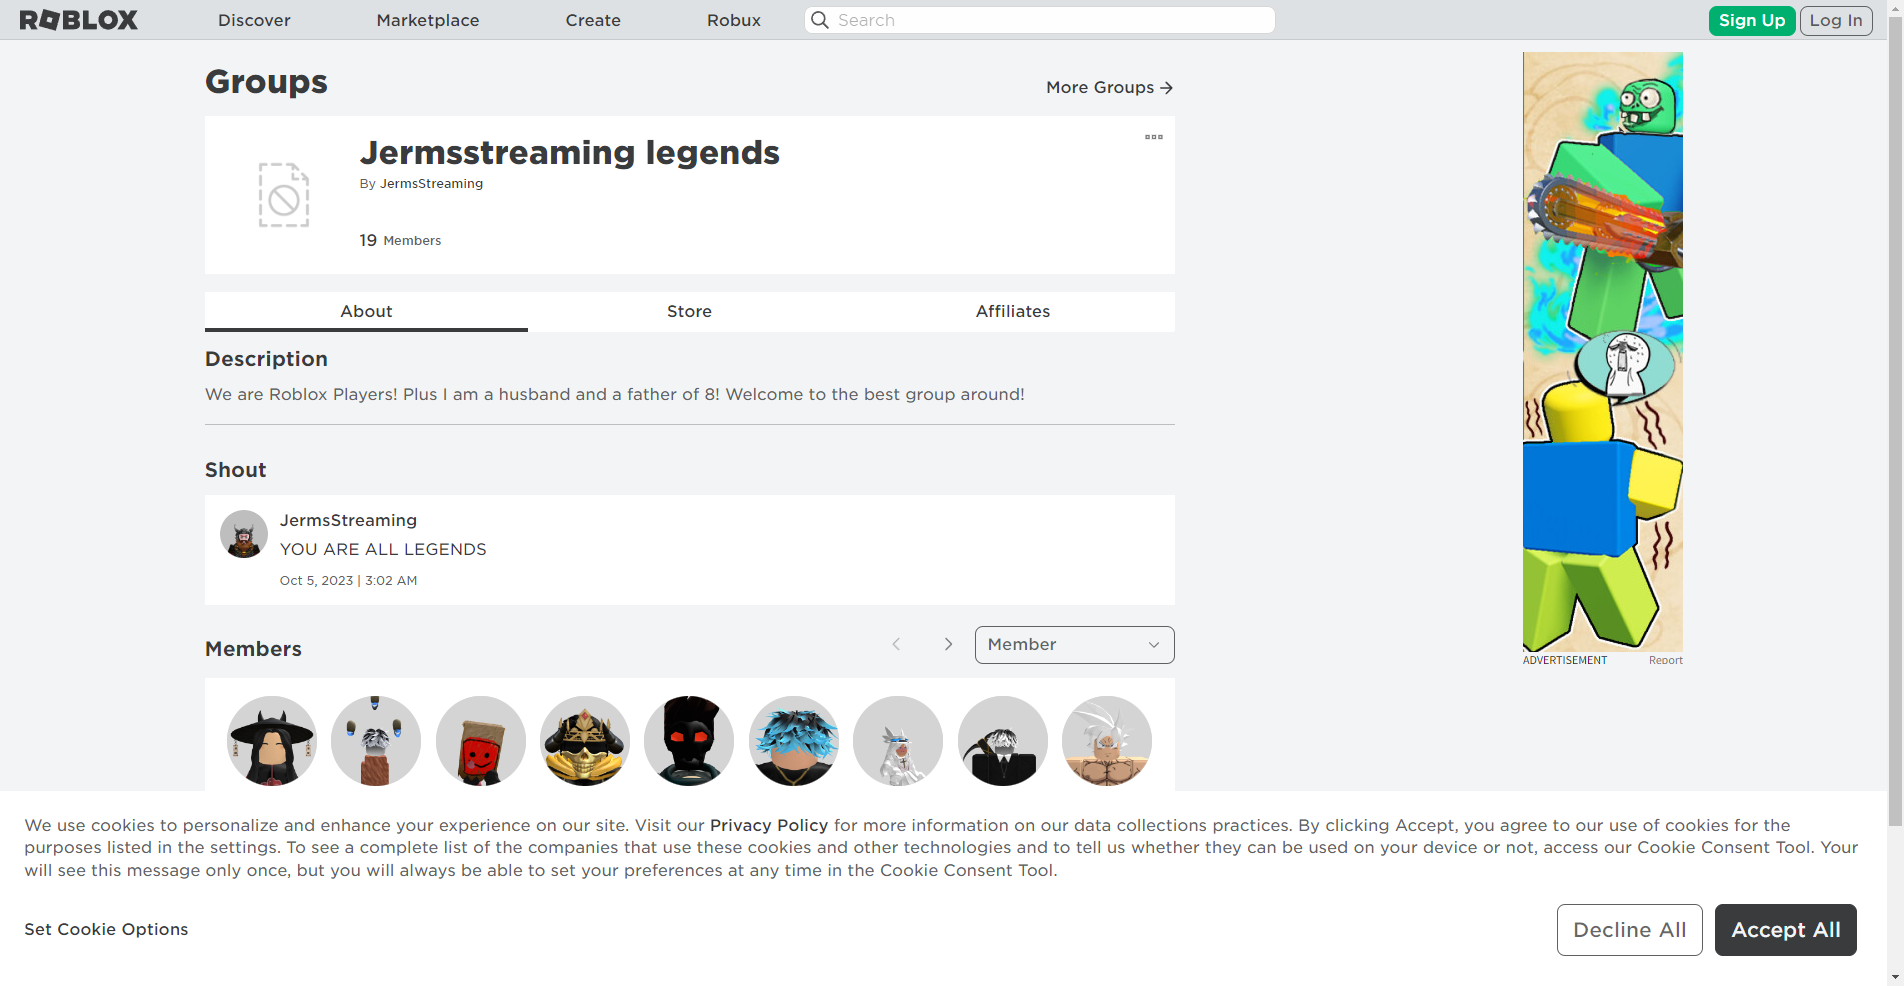 ROBLOX Discover Marketplace Create Robux Search Sign Up Log In
Groups
More Groups
Jermsstreaming legends
By JermsStreaming
19 Members
About Store Affiliates
Description
We are Roblox Players! Plus I am a husband and a father of 8! Welcome to the best group around!
Shout
JermsStreaming
YOU ARE ALL LEGENDS
Oct 5, 2023 | 3:02 AM
Members
Member
ADVERTISEMENT Report
We use cookies to personalize and enhance your experience on our site. Visit our Privacy Policy for more information on our data collections practices. By clicking Accept, you agree to our use of cookies for the
purposes listed in the settings. To see a complete list of the companies that use these cookies and other technologies and to tell us whether they can be used on your device or not, access our Cookie Consent Tool. Your
will see this message only once, but you will always be able to set your preferences at any time in the Cookie Consent Tool.
Set Cookie Options
Decline All
Accept All